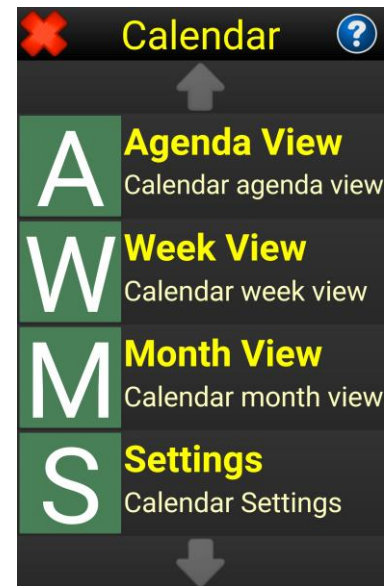 Calendar ?
A Agenda View
Calendar agenda view
W Week View
Calendar week view
M Month View
Calendar month view
S Settings
Calendar Settings